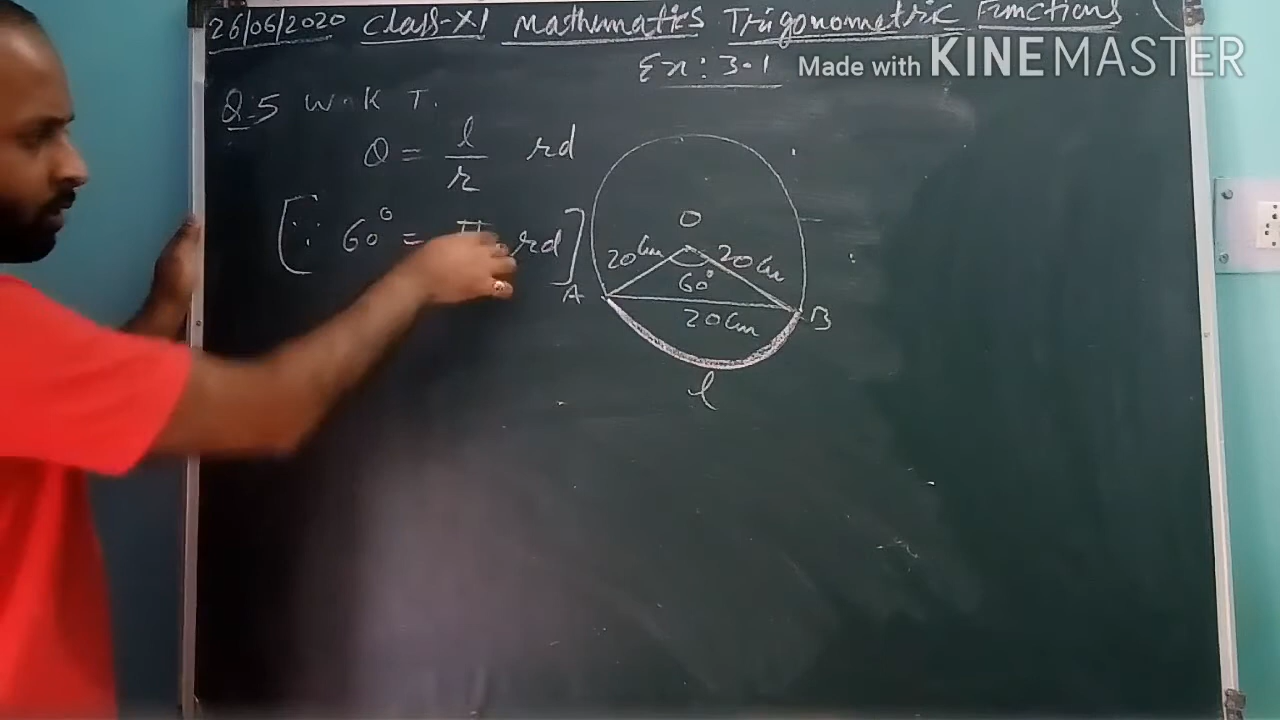 26/06/2020 Class-XI Mathematics Trigonometric Functions
Ex: 3.1
Made with KINEMASTER
Q.5 W.K T.
θ = l/r rd
[∵ 60° = π rd]
O
20cm 20cm
60°
A 20cm B
l